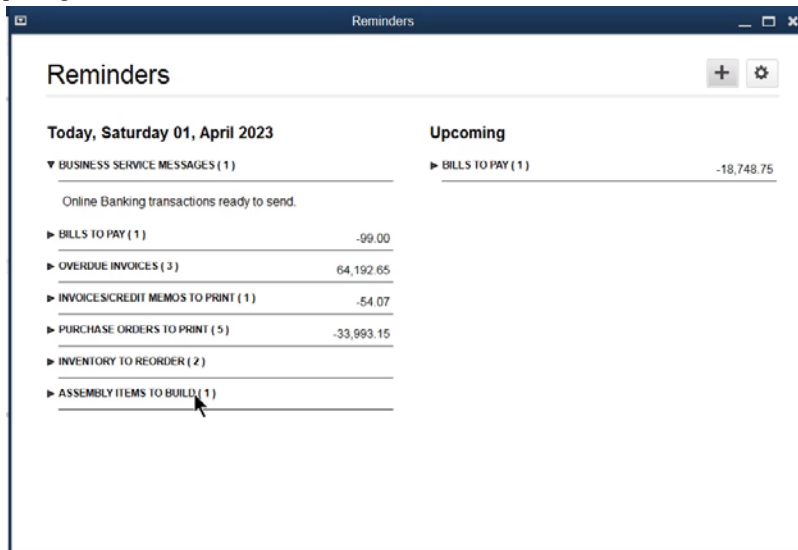 Reminders
Reminders
Today, Saturday 01, April 2023
BUSINESS SERVICE MESSAGES ( 1 )
Online Banking transactions ready to send.
BILLS TO PAY ( 1 ) -99.00
OVERDUE INVOICES ( 3 ) 64,192.65
INVOICES/CREDIT MEMOS TO PRINT ( 1 ) -54.07
PURCHASE ORDERS TO PRINT ( 5 ) -33,993.15
INVENTORY TO REORDER ( 2 )
ASSEMBLY ITEMS TO BUILD ( 1 )
Upcoming
BILLS TO PAY ( 1 ) -18,748.75